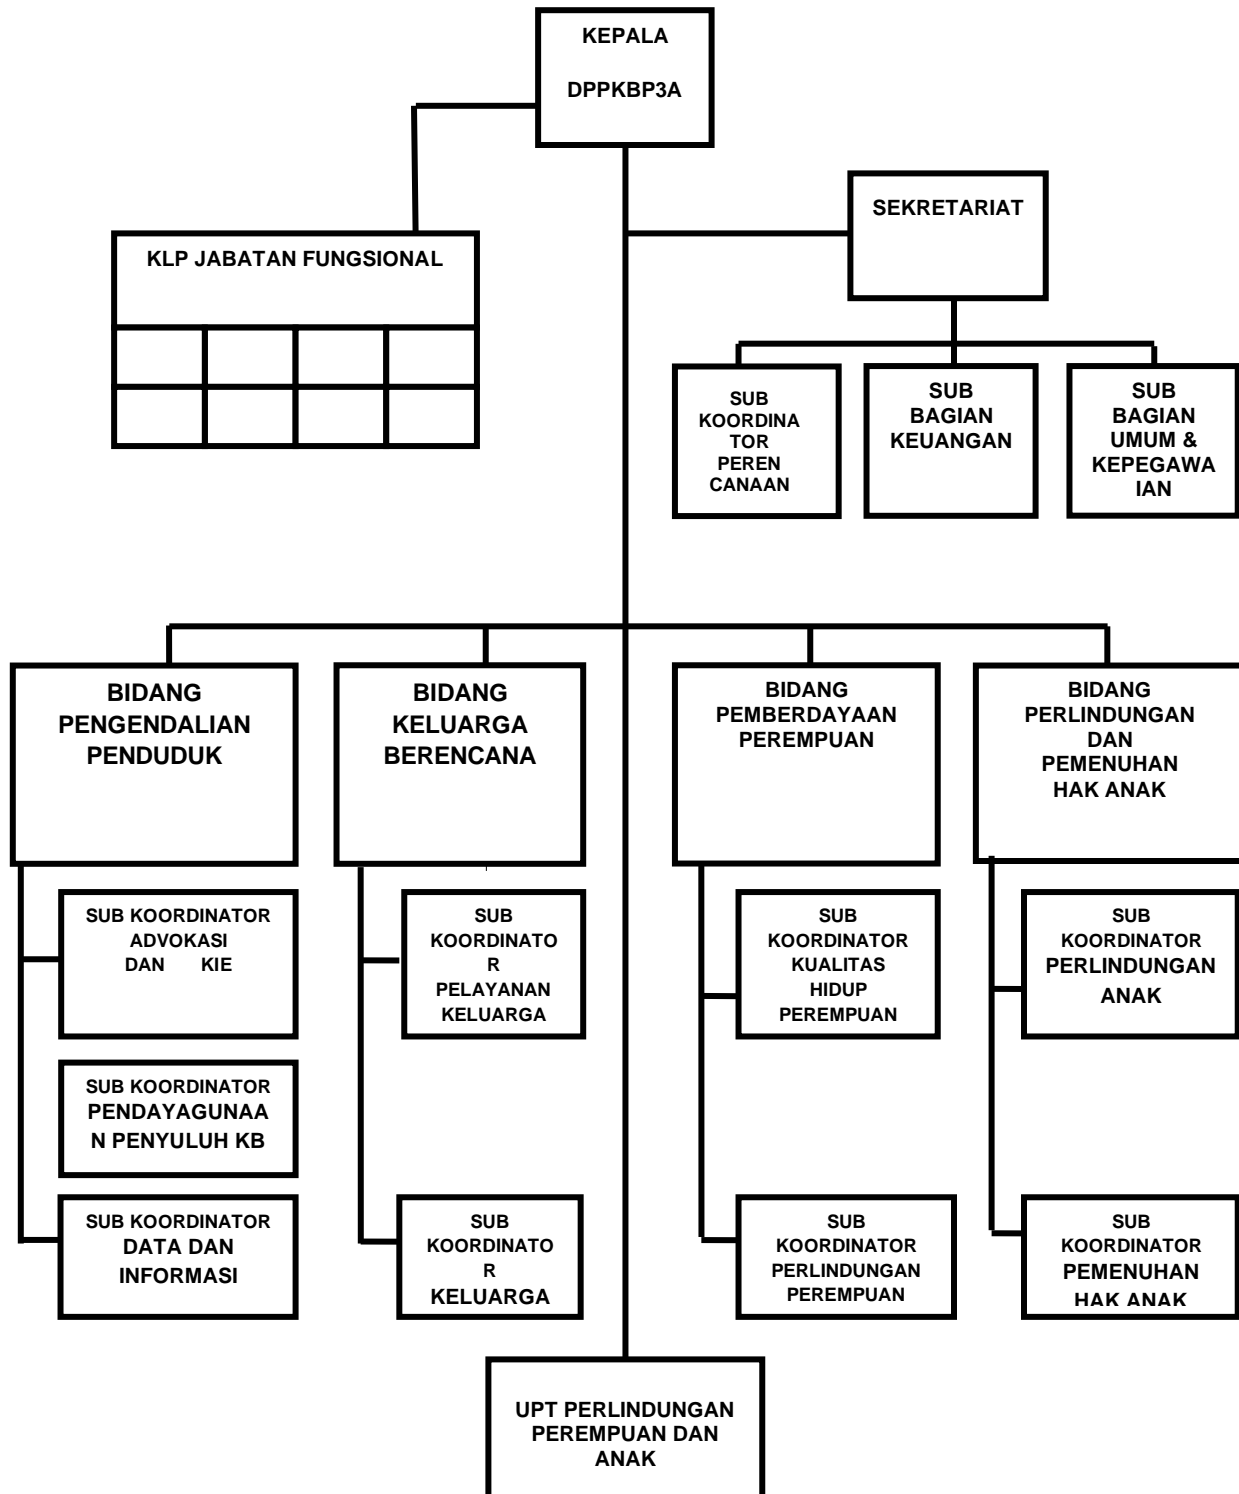 KEPALA
DPPKBP3A
SEKRETARIAT
KLP JABATAN FUNGSIONAL
SUB
KOORDINA
TOR
PEREN
CANAAN
SUB
BAGIAN
KEUANGAN
SUB
BAGIAN
UMUM &
KEPEGAWA
IAN
BIDANG
PENGENDALIAN
PENDUDUK
BIDANG
KELUARGA
BERENCANA
BIDANG
PEMBERDAYAAN
PEREMPUAN
BIDANG
PERLINDUNGAN
DAN
PEMENUHAN
HAK ANAK
SUB KOORDINATOR
ADVOKASI
DAN KIE
SUB
KOORDINATO
R
PELAYANAN
KELUARGA
SUB
KOORDINATOR
KUALITAS
HIDUP
PEREMPUAN
SUB
KOORDINATOR
PERLINDUNGAN
ANAK
SUB KOORDINATOR
PENDAYAGUNAA
N PENYULUH KB
SUB KOORDINATOR
DATA DAN
INFORMASI
SUB
KOORDINATO
R
KELUARGA
SUB
KOORDINATOR
PERLINDUNGAN
PEREMPUAN
SUB
KOORDINATOR
PEMENUHAN
HAK ANAK
UPT PERLINDUNGAN
PEREMPUAN DAN
ANAK